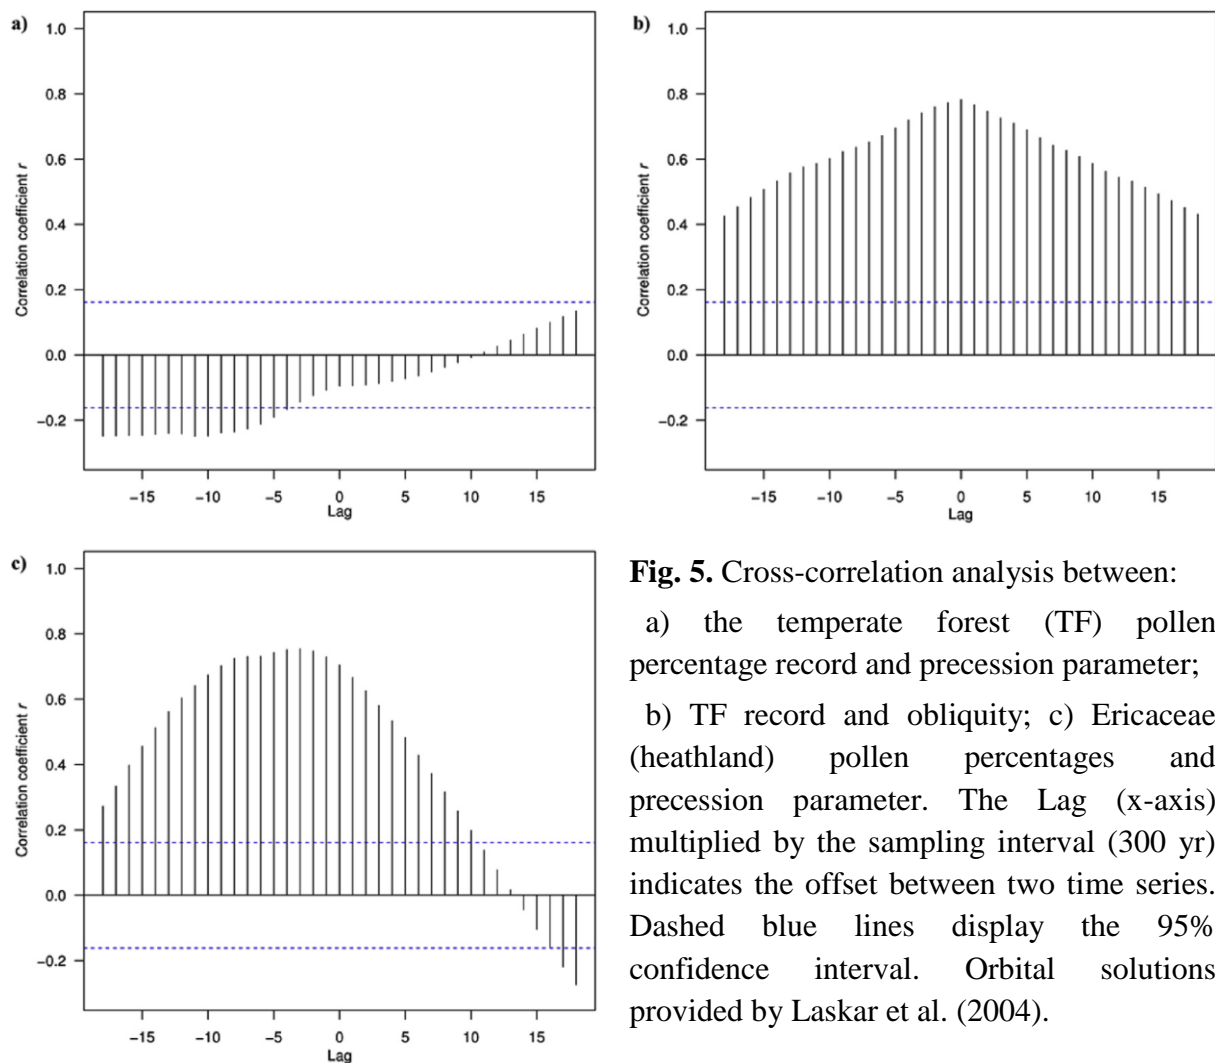 a)
1.0
0.8
0.6
0.4
0.2
0.0
−0.2
Correlation coefficient r
−15 −10 −5 0 5 10 15
Lag
b)
1.0
0.8
0.6
0.4
0.2
0.0
−0.2
Correlation coefficient r
−15 −10 −5 0 5 10 15
Lag
c)
1.0
0.8
0.6
0.4
0.2
0.0
−0.2
Correlation coefficient r
−15 −10 −5 0 5 10 15
Lag
Fig. 5. Cross-correlation analysis between:
a) the temperate forest (TF) pollen
percentage record and precession parameter;
b) TF record and obliquity; c) Ericaceae
(heathland) pollen percentages and
precession parameter. The Lag (x-axis)
multiplied by the sampling interval (300 yr)
indicates the offset between two time series.
Dashed blue lines display the 95%
confidence interval. Orbital solutions
provided by Laskar et al. (2004).